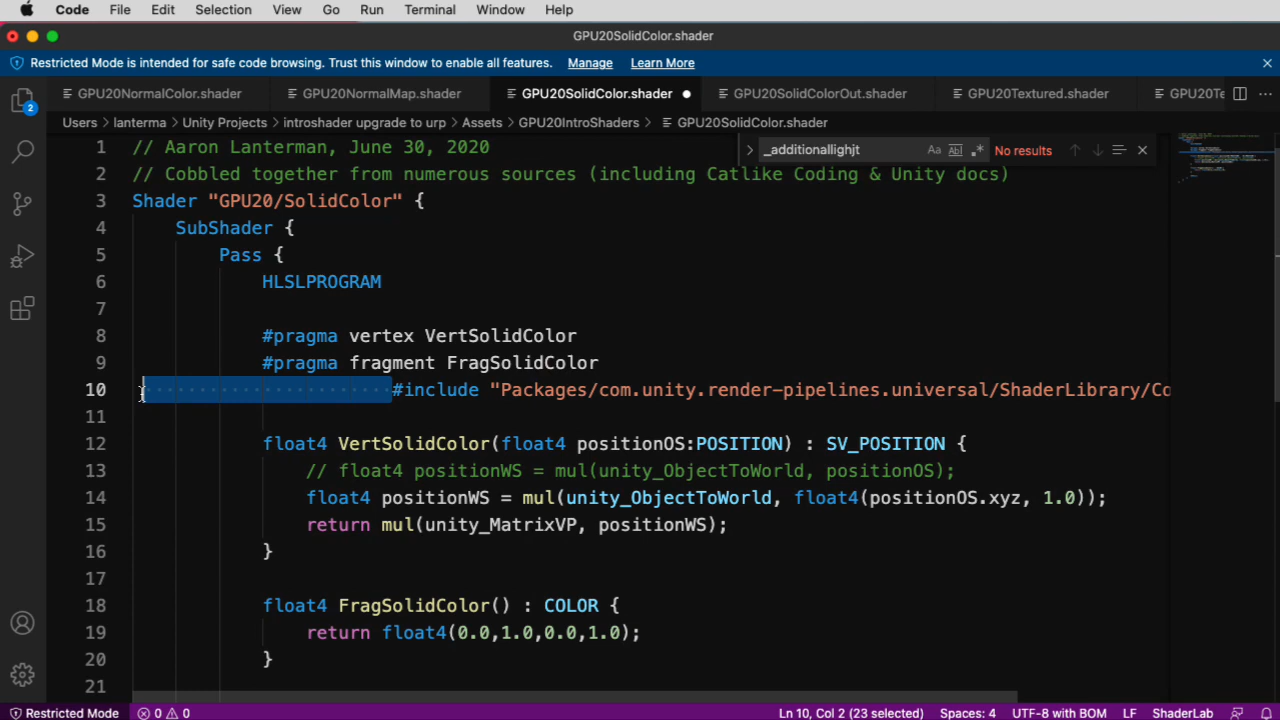 Code File Edit Selection View Go Run Terminal Window Help
GPU20SolidColor.shader
Restricted Mode is intended for safe code browsing. Trust this window to enable all features. Manage Learn More
GPU20NormalColor.shader GPU20NormalMap.shader GPU20SolidColor.shader GPU20SolidColorOut.shader GPU20Textured.shader GPU20Te
2
Users > lanterma > Unity Projects > introshader upgrade to urp > Assets > GPU20IntroShaders > GPU20SolidColor.shader
_additionallighjt Aa Ab No results
1 // Aaron Lanterman, June 30, 2020
2 // Cobbled together from numerous sources (including Catlike Coding & Unity docs)
3 Shader "GPU20/SolidColor" {
4 SubShader {
5 Pass {
6 HLSLPROGRAM
7
8 #pragma vertex VertSolidColor
9 #pragma fragment FragSolidColor
10 #include "Packages/com.unity.render-pipelines.universal/ShaderLibrary/Co
11
12 float4 VertSolidColor(float4 positionOS:POSITION) : SV_POSITION {
13 // float4 positionWS = mul(unity_ObjectToWorld, positionOS);
14 float4 positionWS = mul(unity_ObjectToWorld, float4(positionOS.xyz, 1.0));
15 return mul(unity_MatrixVP, positionWS);
16 }
17
18 float4 FragSolidColor() : COLOR {
19 return float4(0.0,1.0,0.0,1.0);
20 }
21
Restricted Mode 0 0 Ln 10, Col 2 (23 selected) Spaces: 4 UTF-8 with BOM LF ShaderLab